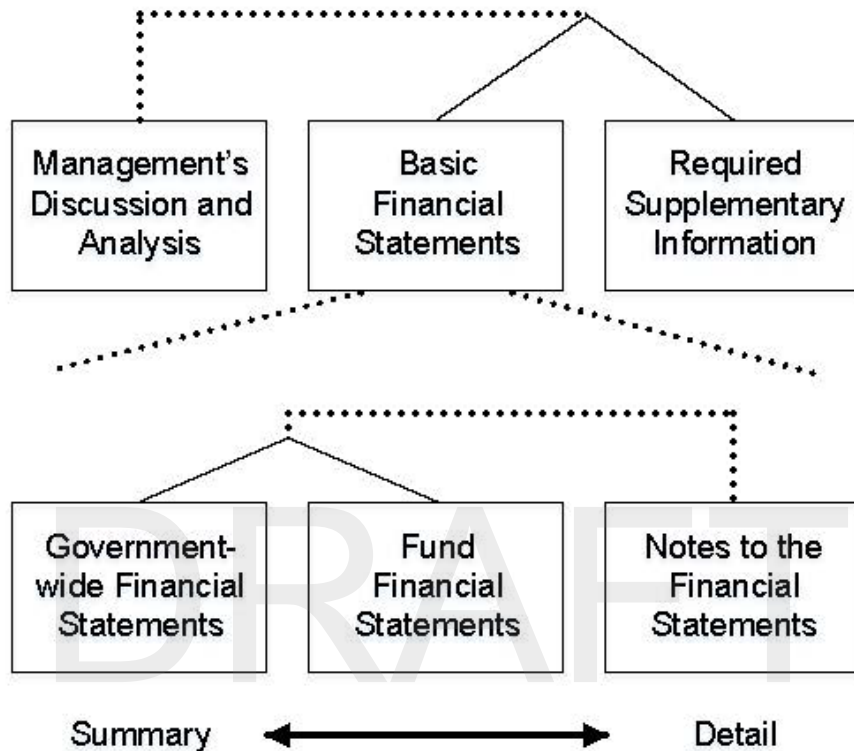 Management's
Discussion and
Analysis
Basic
Financial
Statements
Required
Supplementary
Information
Government-
wide Financial
Statements
Fund
Financial
Statements
Notes to the
Financial
Statements
DRAFT
Summary
Detail